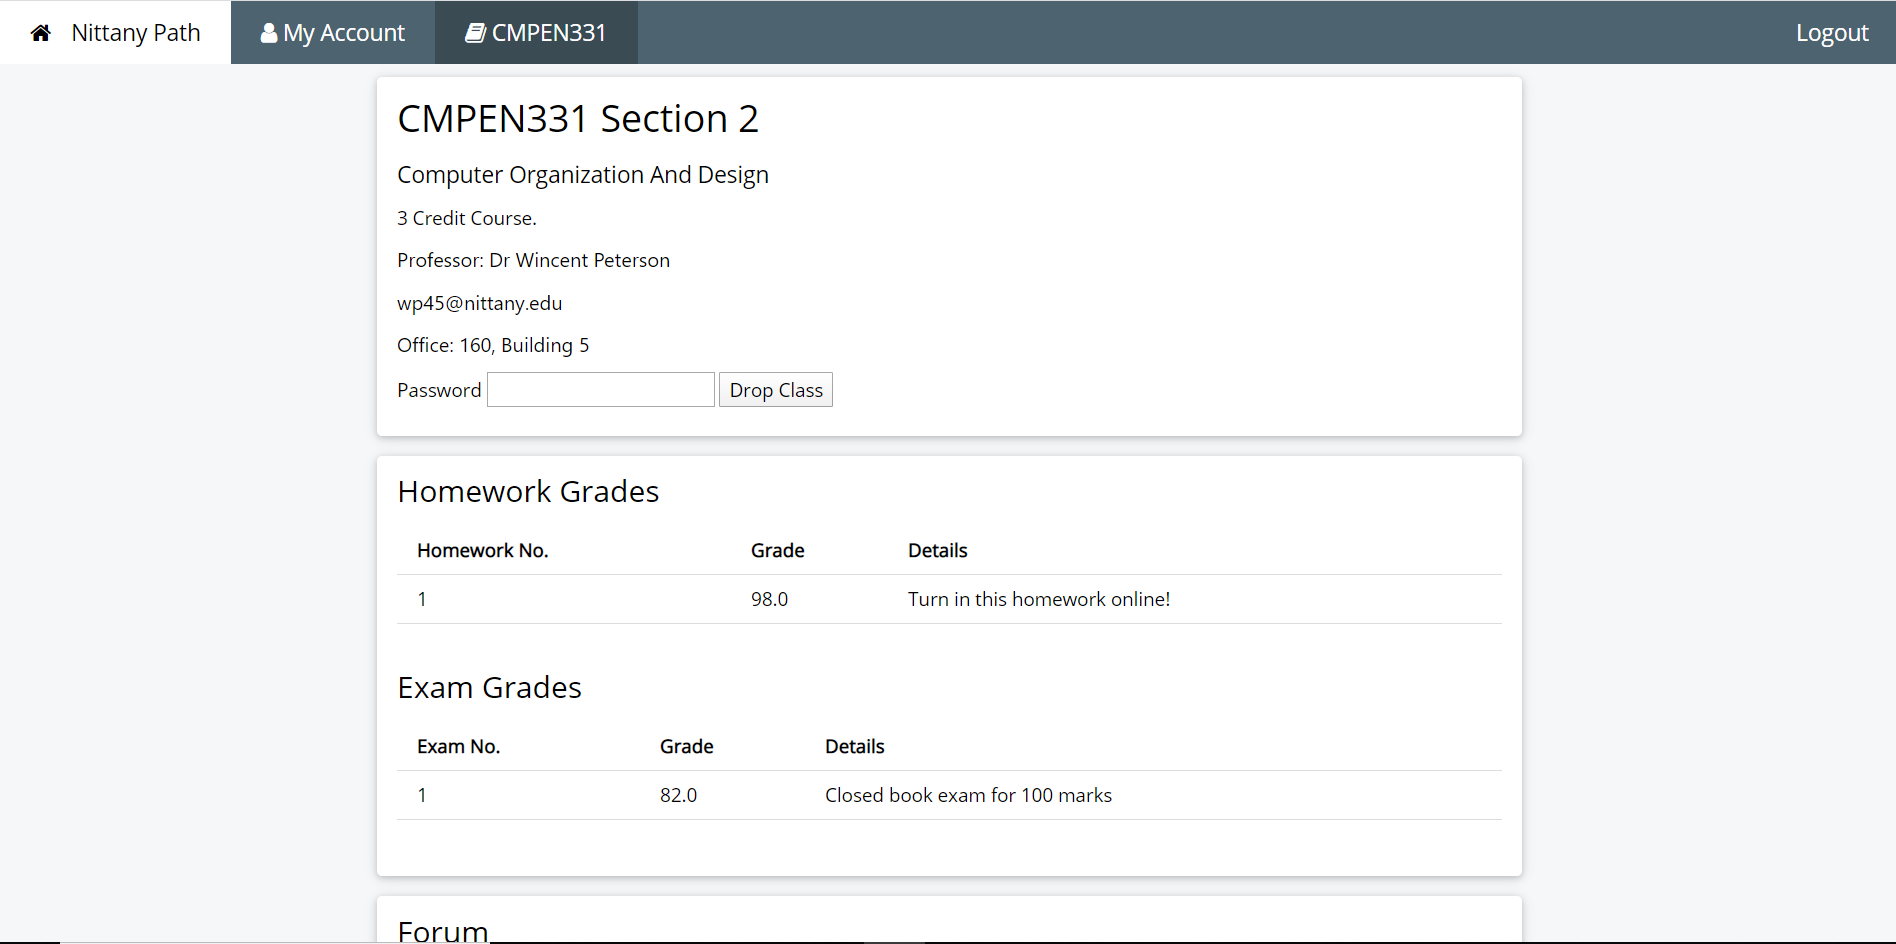 Nittany Path My Account CMPEN331 Logout
CMPEN331 Section 2
Computer Organization And Design
3 Credit Course.
Professor: Dr Wincent Peterson
wp45@nittany.edu
Office: 160, Building 5
Password Drop Class
Homework Grades
Homework No. Grade Details
1 98.0 Turn in this homework online!
Exam Grades
Exam No. Grade Details
1 82.0 Closed book exam for 100 marks
Forum